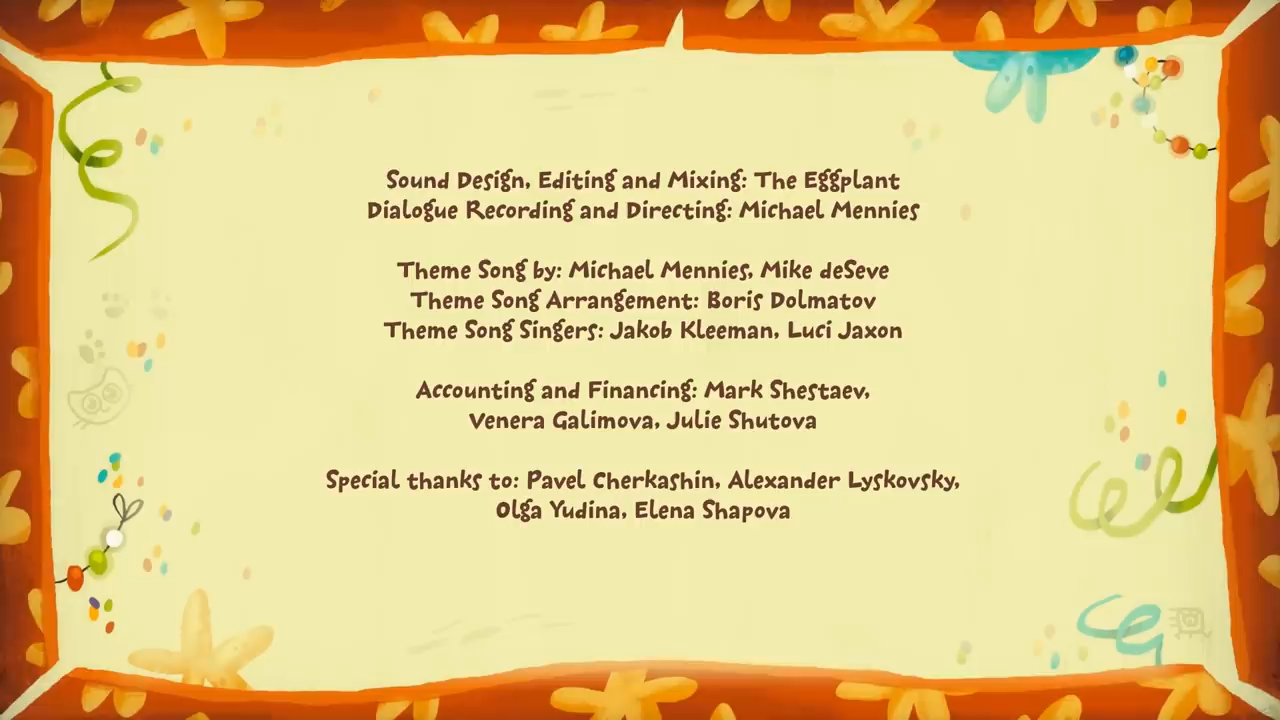 Sound Design, Editing and Mixing: The Eggplant
Dialogue Recording and Directing: Michael Mennies
Theme Song by: Michael Mennies, Mike deSeve
Theme Song Arrangement: Boris Dolmatov
Theme Song Singers: Jakob Kleeman, Luci Jaxon
Accounting and Financing: Mark Shestaev,
Venera Galimova, Julie Shutova
Special thanks to: Pavel Cherkashin, Alexander Lyskovsky,
Olga Yudina, Elena Shapova